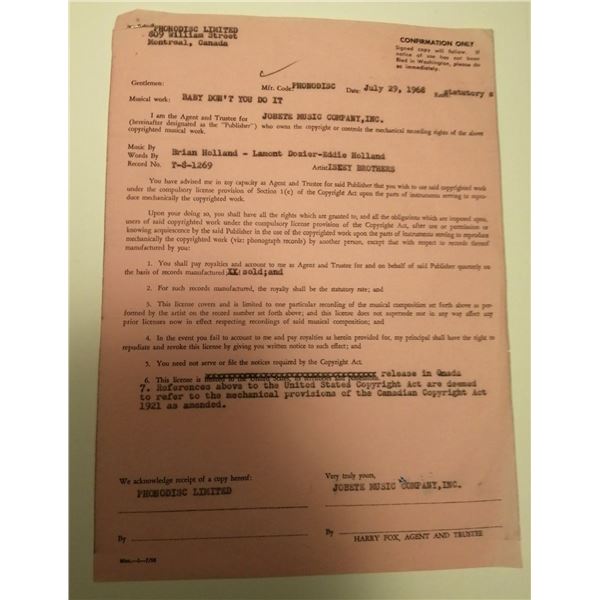 PHONODISC LIMITED
609 William Street
Montreal, Canada
CONFIRMATION ONLY
Signed copy will follow. If
notice of use has not been
filed in Washington, please do
so immediately.
Gentlemen: Mfr. Code: PHONODISC Date: July 29, 1968 statutory s
Musical work: BABY DON'T YOU DO IT
I am the Agent and Trustee for JOBETE MUSIC COMPANY,INC.
(hereinafter designated as the "Publisher") who owns the copyright or controls the mechanical recording rights of the above
copyrighted musical work.
Music By
Words By Brian Holland - Lamont Dozier-Eddie Holland
Record No. T-S-1269 Artist ISEEY BROTHERS
You have advised me in my capacity as Agent and Trustee for said Publisher that you wish to use said copyrighted work
under the compulsory license provision of Section 1(e) of the Copyright Act upon the parts of instruments serving to repro-
duce mechanically the copyrighted work.
Upon your doing so, you shall have all the rights which are granted to, and all the obligations which are imposed upon,
users of said copyrighted work under the compulsory license provision of the Copyright Act, after use or permission or
knowing acquiescence by the said Publisher in the use of the copyright work upon the parts of instruments serving to reproduce
mechanically the copyrighted work (viz: phonograph records) by another person, except that with respect to records themsel
manufactured by you:
1. You shall pay royalties and account to me as Agent and Trustee for and on behalf of said Publisher quarterly on
the basis of records manufactured XX sold;and
2. For such records manufactured, the royalty shall be the statutory rate; and
3. This license covers and is limited to one particular recording of the musical composition set forth above as per-
formed by the artist on the record number set forth above; and this license does not supersede nor in any way affect any
prior licenses now in effect respecting recordings of said musical composition; and
4. In the event you fail to account to me and pay royalties as herein provided for, my principal shall have the right to
repudiate and revoke this license by giving you written notice to such effect; and
5. You need not serve or file the notices required by the Copyright Act.
6. This license is limited to the United States, its territories and possessions. release in Canada
7. References above to the United States Copyright Act are deemed
to refer to the mechanical provisions of the Canadian Copyright Act
1921 as amended.
We acknowledge receipt of a copy hereof: Very truly yours,
PHONODISC LIMITED JOBETE MUSIC COMPANY,INC.
By By
HARRY FOX, AGENT AND TRUSTEE